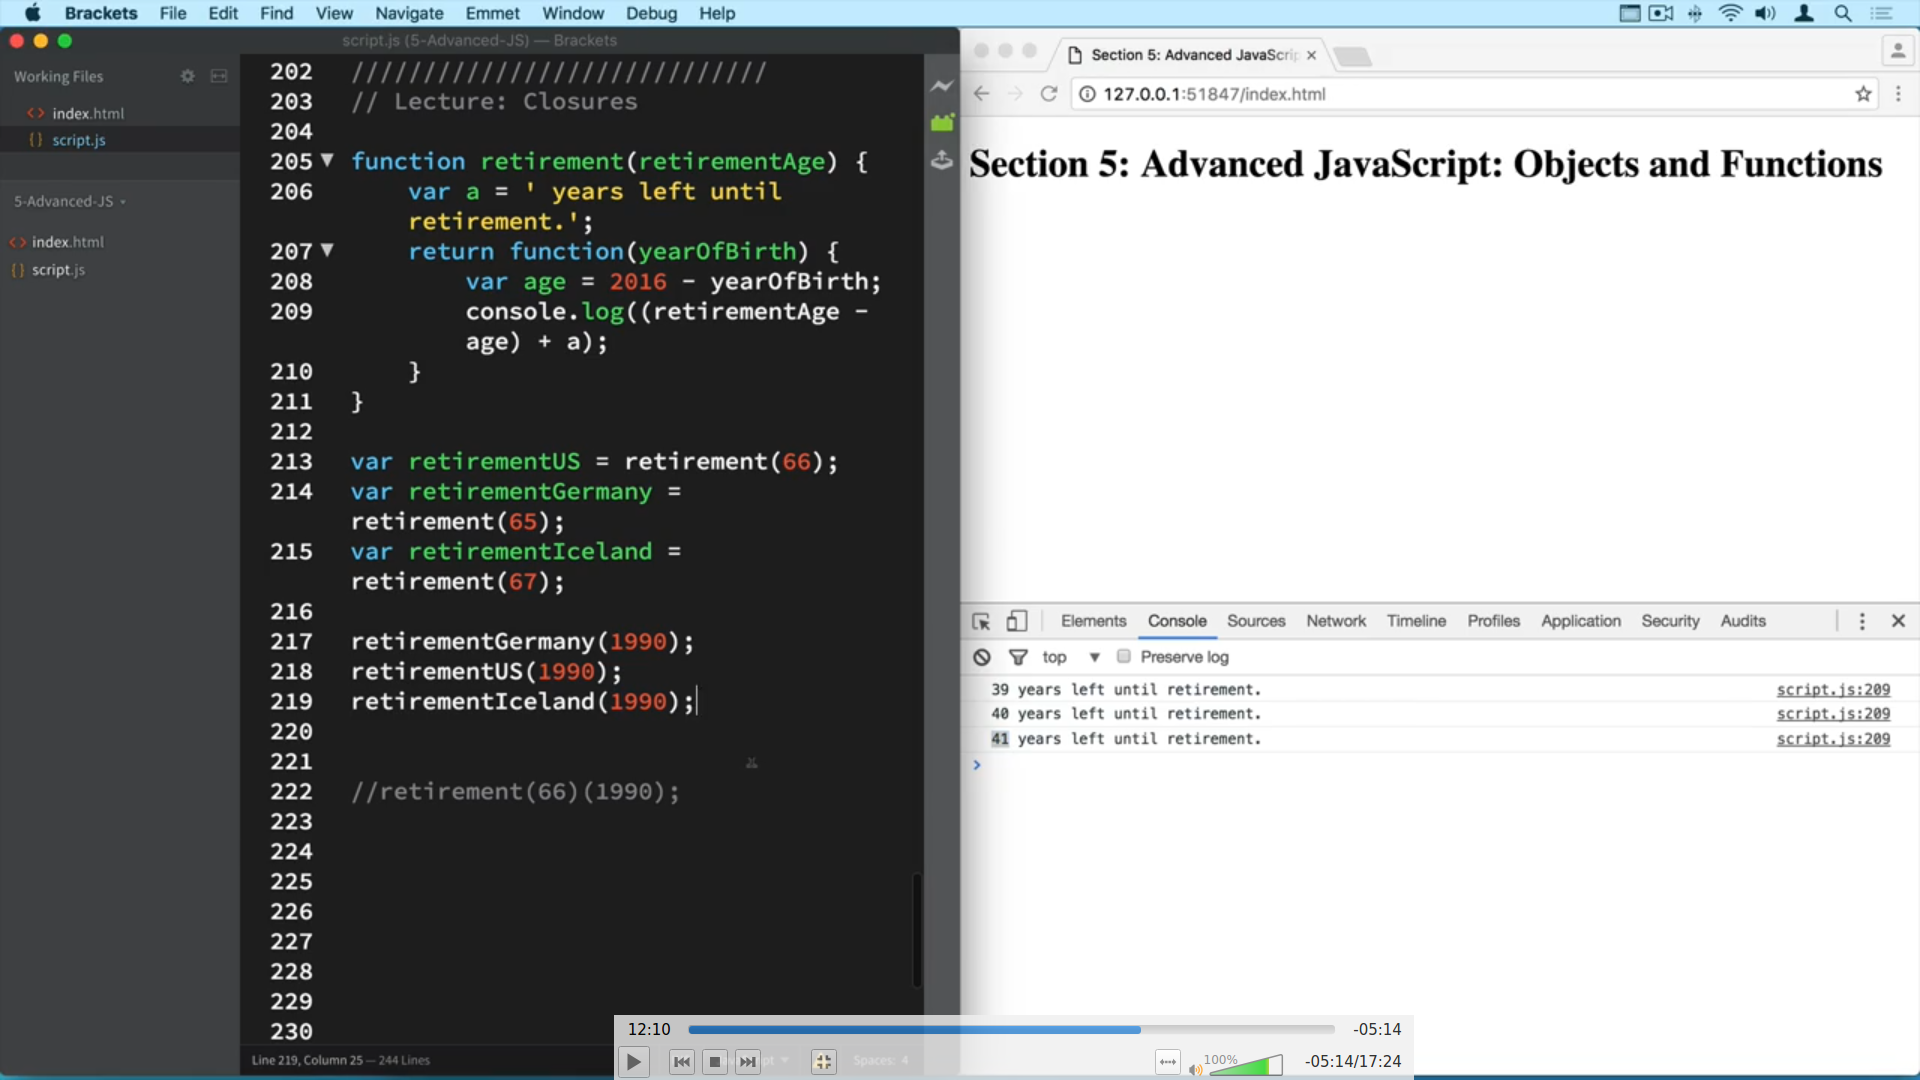 Brackets File Edit Find View Navigate Emmet Window Debug Help
script.js (5-Advanced-JS) — Brackets
Working Files
index.html
script.js
5-Advanced-JS
index.html
script.js
202 /////////////////////////////
203 // Lecture: Closures
204
205 function retirement(retirementAge) {
206 var a = ' years left until
retirement.';
207 return function(yearOfBirth) {
208 var age = 2016 - yearOfBirth;
209 console.log((retirementAge -
age) + a);
210 }
211 }
212
213 var retirementUS = retirement(66);
214 var retirementGermany =
retirement(65);
215 var retirementIceland =
retirement(67);
216
217 retirementGermany(1990);
218 retirementUS(1990);
219 retirementIceland(1990);
220
221
222 //retirement(66)(1990);
223
224
225
226
227
228
229
230
Line 219, Column 25 — 244 Lines
Spaces: 4
Section 5: Advanced JavaScrip
127.0.0.1:51847/index.html
Section 5: Advanced JavaScript: Objects and Functions
Elements Console Sources Network Timeline Profiles Application Security Audits
top Preserve log
39 years left until retirement. script.js:209
40 years left until retirement. script.js:209
41 years left until retirement. script.js:209
12:10 -05:14
100% -05:14/17:24